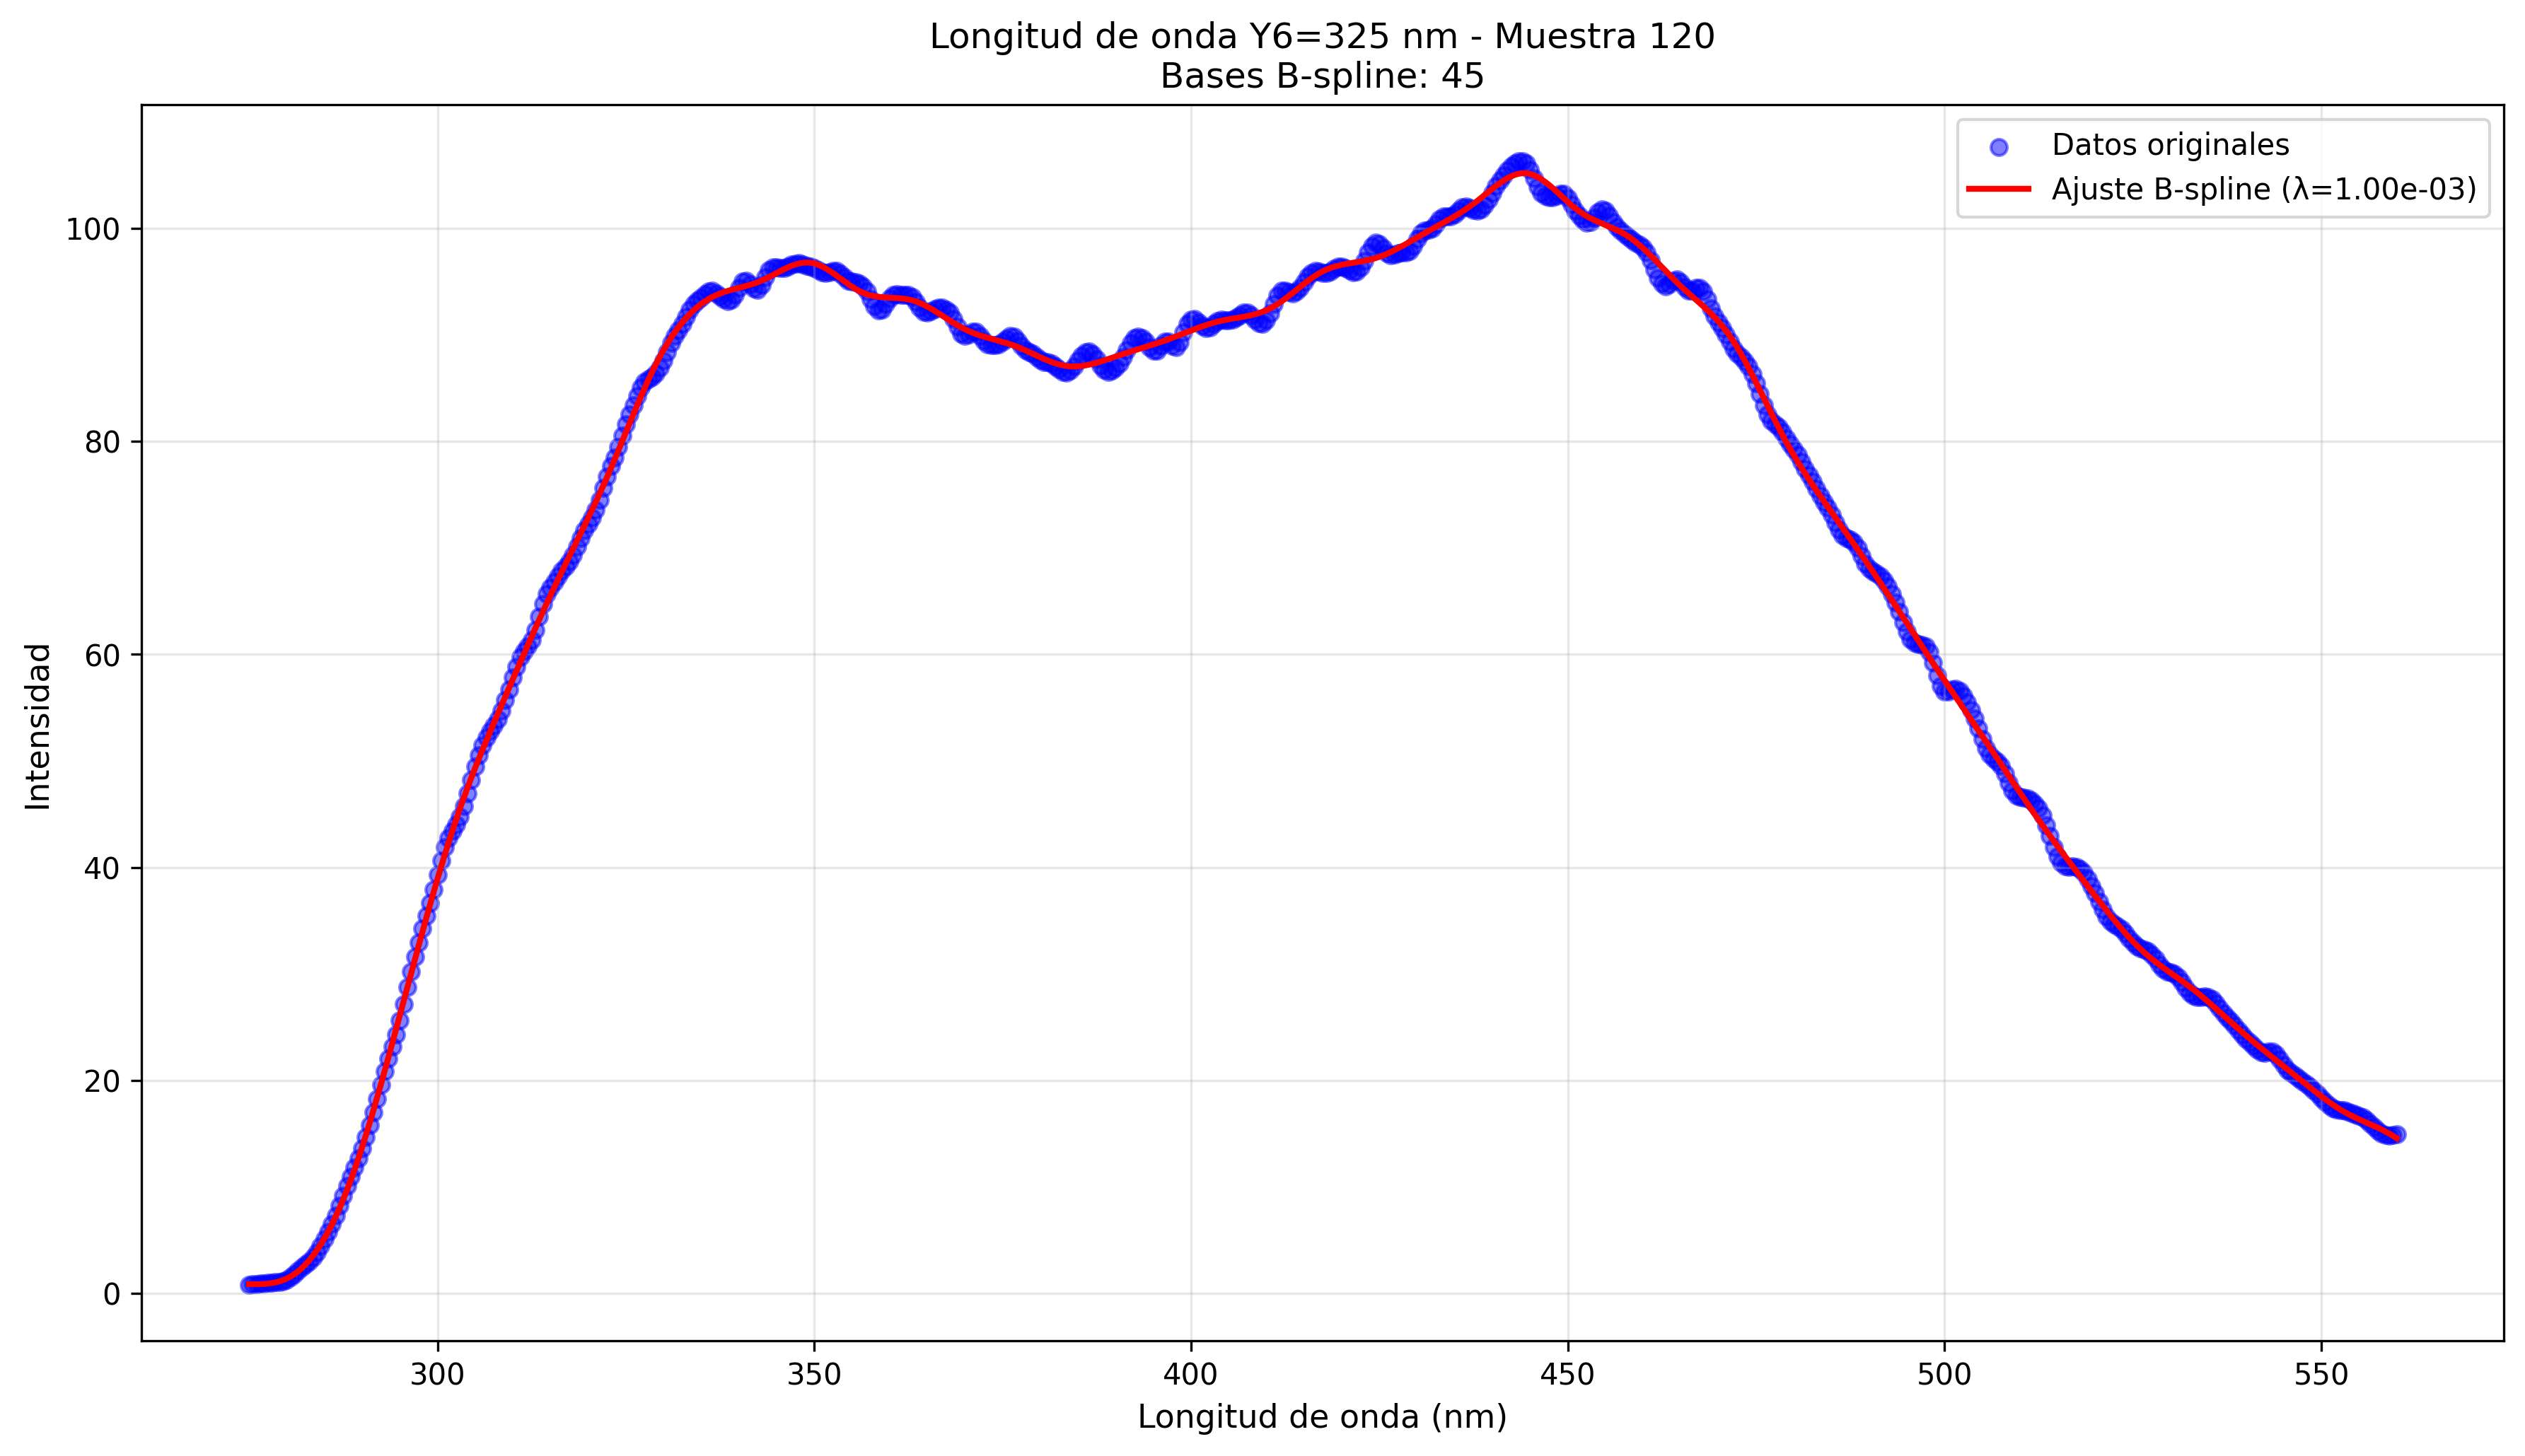 Longitud de onda Y6=325 nm - Muestra 120
Bases B-spline: 45
Datos originales
Ajuste B-spline (λ=1.00e-03)
Intensidad
100
80
60
40
20
0
300 350 400 450 500 550
Longitud de onda (nm)